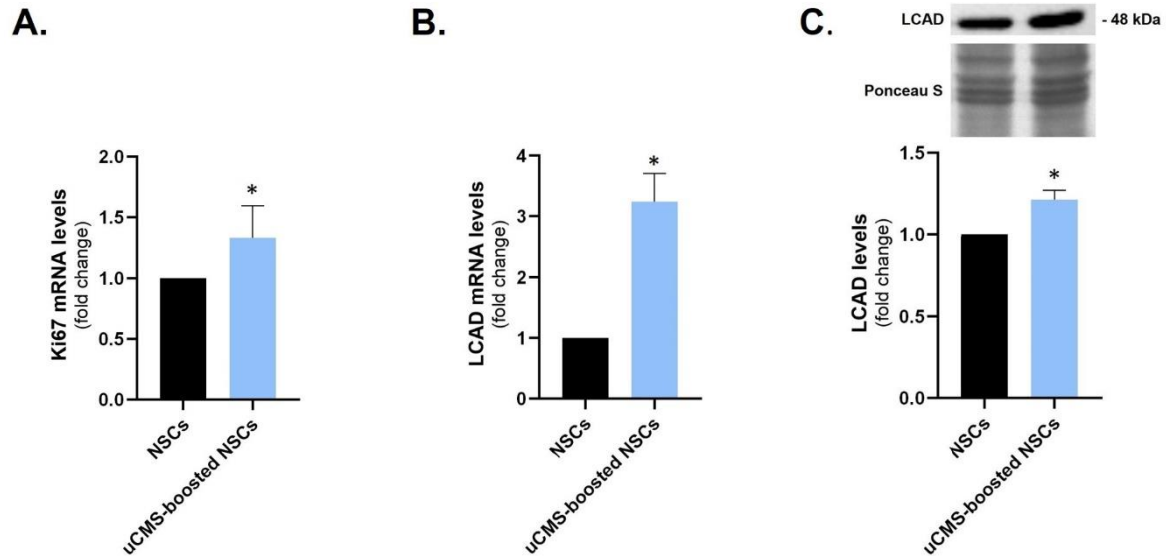 A.
Ki67 mRNA levels
(fold change)
2.0
1.5
1.0
0.5
0.0
*
NSCs
uCMS-boosted NSCs
B.
LCAD mRNA levels
(fold change)
4
3
2
1
0
*
NSCs
uCMS-boosted NSCs
C.
LCAD
- 48 kDa
Ponceau S
LCAD levels
(fold change)
1.5
1.0
0.5
0.0
*
NSCs
uCMS-boosted NSCs